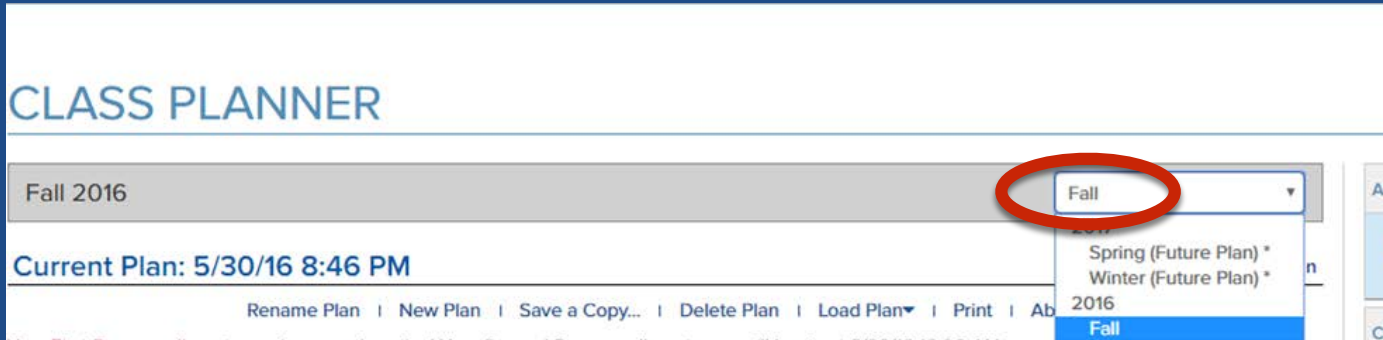 CLASS PLANNER
Fall 2016
Fall
2017
Spring (Future Plan) *
Winter (Future Plan) *
2016
Fall
Current Plan: 5/30/16 8:46 PM
Rename Plan | New Plan | Save a Copy... | Delete Plan | Load Plan▾ | Print | Ab